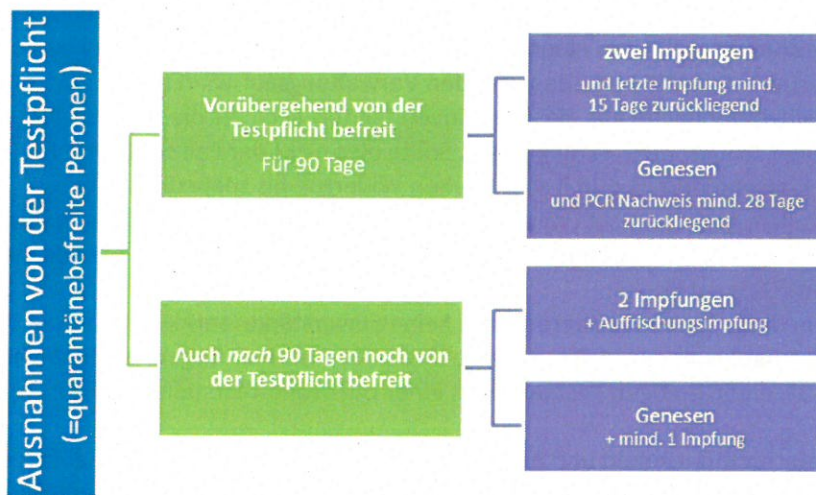 Ausnahmen von der Testpflicht
(=quarantänebefreite Peronen)
Vorübergehend von der
Testpflicht befreit
Für 90 Tage
zwei Impfungen
und letzte Impfung mind.
15 Tage zurückliegend
Genesen
und PCR Nachweis mind. 28 Tage
zurückliegend
Auch nach 90 Tagen noch von
der Testpflicht befreit
2 Impfungen
+ Auffrischungsimpfung
Genesen
+ mind. 1 Impfung